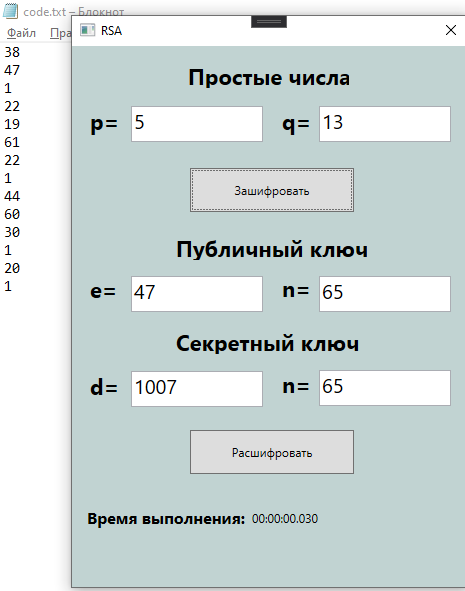 code.txt – Блокнот
Файл Пра
38
47
1
22
19
61
22
1
44
60
30
1
20
1
RSA
Простые числа
p= 5 q= 13
Зашифровать
Публичный ключ
e= 47 n= 65
Секретный ключ
d= 1007 n= 65
Расшифровать
Время выполнения: 00:00:00.030